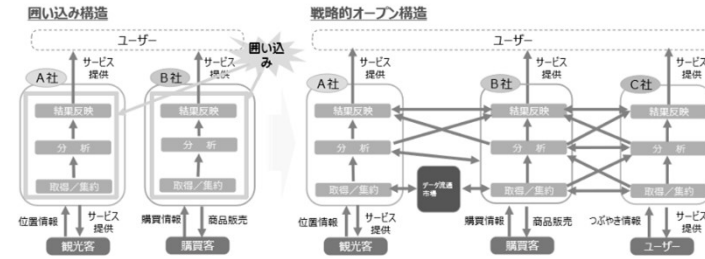 囲い込み構造
ユーザー
囲い込
み
サービス
提供
サービス
提供
A社
B社
結果反映
結果反映
分 析
分 析
取得／集約
取得／集約
位置情報
サービス
提供
購買情報
商品販売
観光客
購買客
戦略的オープン構造
ユーザー
サービス
提供
サービス
提供
サービス
提供
A社
B社
C社
結果反映
結果反映
結果反映
分 析
分 析
分 析
取得／集約
データ流通
市場
取得／集約
取得／集約
位置情報
サービス
提供
購買情報
商品販売
つぶやき情報
サービス
提供
観光客
購買客
ユーザー